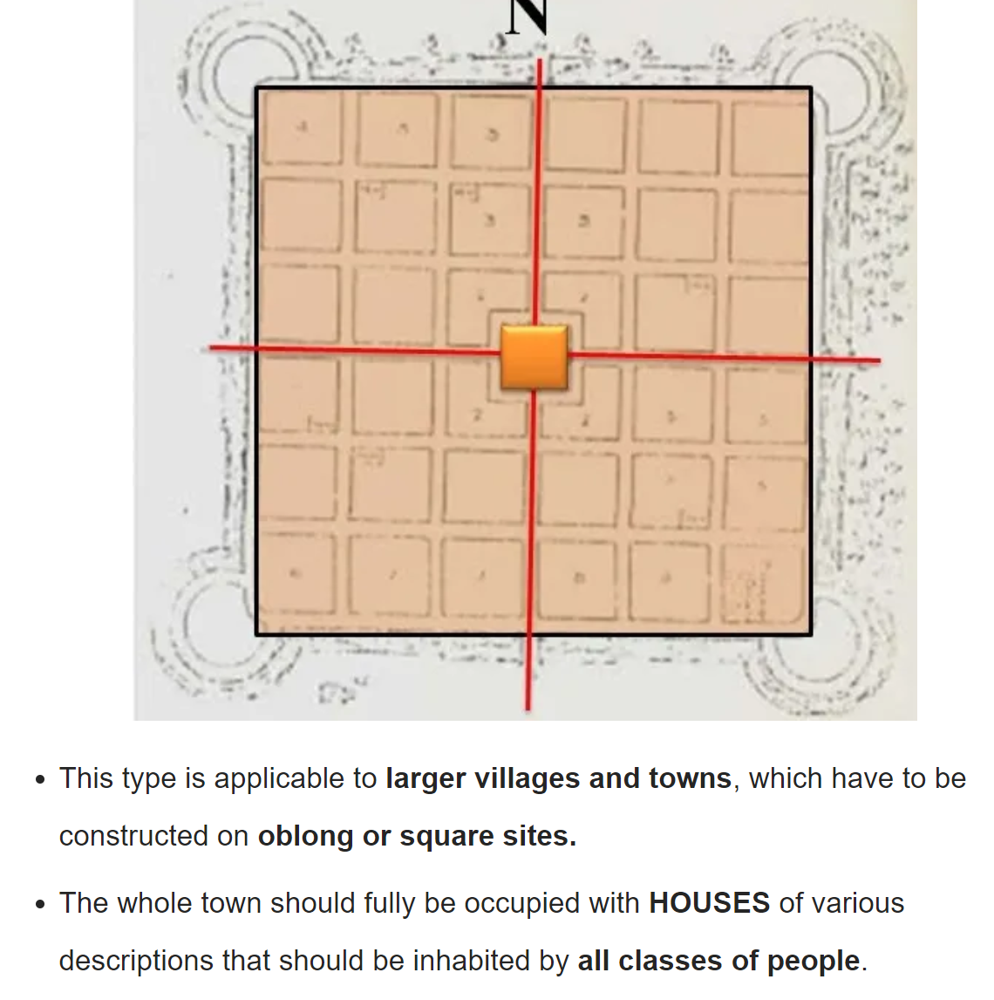 N
This type is applicable to larger villages and towns, which have to be
constructed on oblong or square sites.
The whole town should fully be occupied with HOUSES of various
descriptions that should be inhabited by all classes of people.